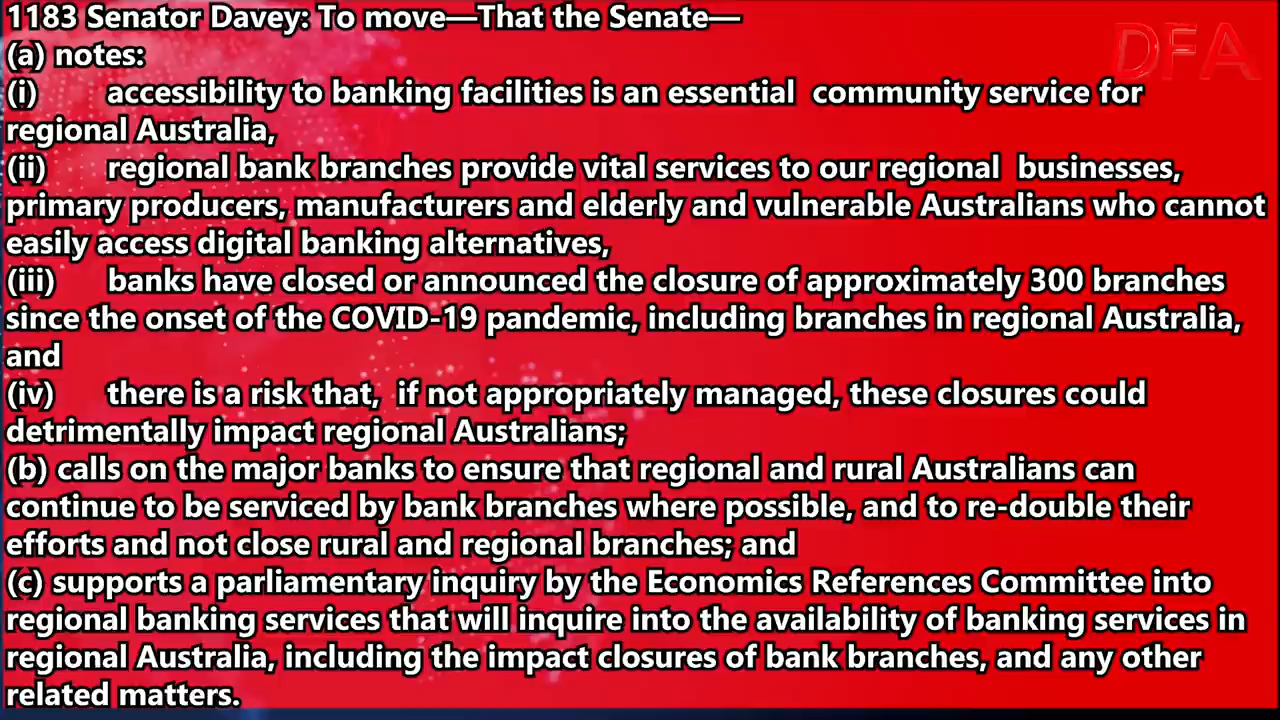 1183 Senator Davey: To move—That the Senate—
DFA
(a) notes:
(i) accessibility to banking facilities is an essential community service for
regional Australia,
(ii) regional bank branches provide vital services to our regional businesses,
primary producers, manufacturers and elderly and vulnerable Australians who cannot
easily access digital banking alternatives,
(iii) banks have closed or announced the closure of approximately 300 branches
since the onset of the COVID-19 pandemic, including branches in regional Australia,
and
(iv) there is a risk that, if not appropriately managed, these closures could
detrimentally impact regional Australians;
(b) calls on the major banks to ensure that regional and rural Australians can
continue to be serviced by bank branches where possible, and to re-double their
efforts and not close rural and regional branches; and
(c) supports a parliamentary inquiry by the Economics References Committee into
regional banking services that will inquire into the availability of banking services in
regional Australia, including the impact closures of bank branches, and any other
related matters.